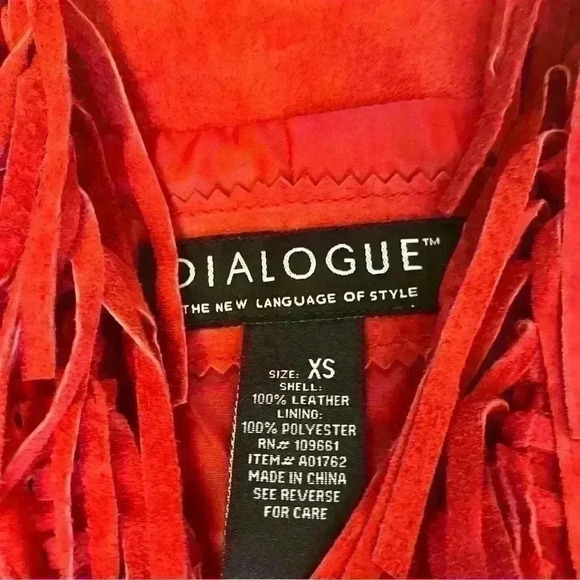 DIALOGUE™
THE NEW LANGUAGE OF STYLE
SIZE: XS
SHELL:
100% LEATHER
LINING:
100% POLYESTER
RN# 109661
ITEM# A01762
MADE IN CHINA
SEE REVERSE
FOR CARE